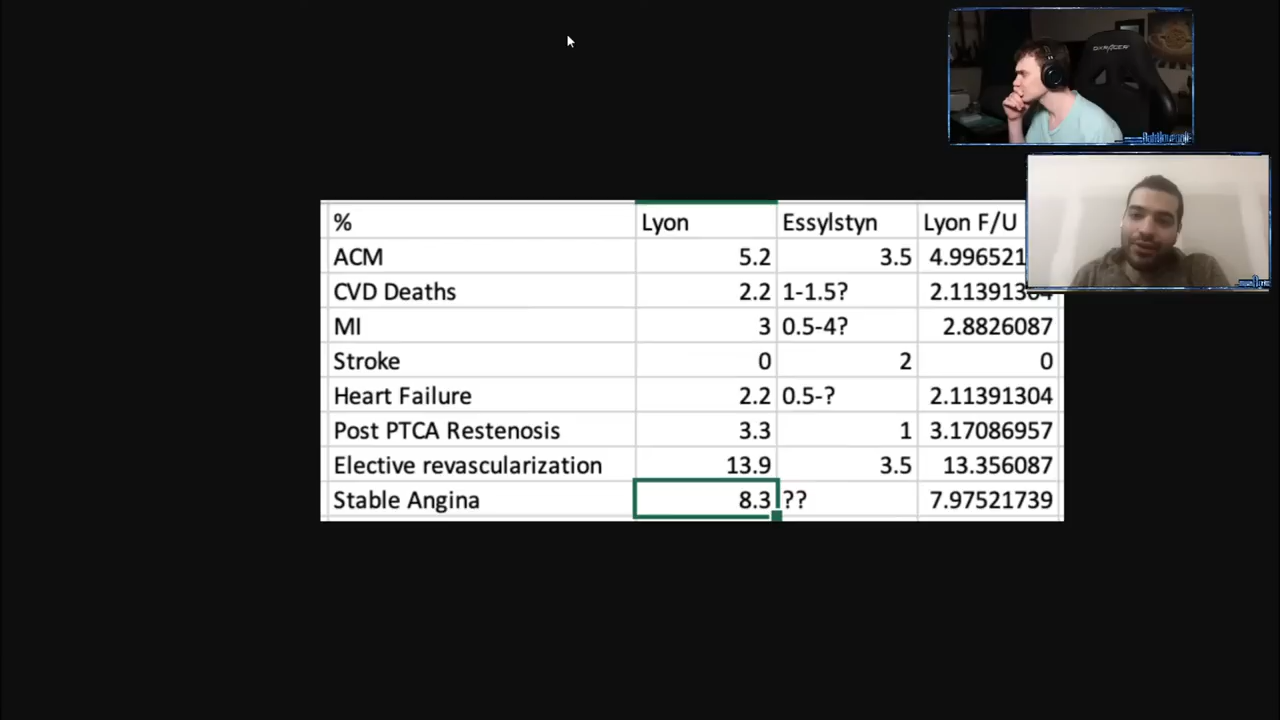 % Lyon Essylstyn Lyon F/U
ACM 5.2 3.5 4.996521
CVD Deaths 2.2 1-1.5? 2.11391304
MI 3 0.5-4? 2.8826087
Stroke 0 2 0
Heart Failure 2.2 0.5-? 2.11391304
Post PTCA Restenosis 3.3 1 3.17086957
Elective revascularization 13.9 3.5 13.356087
Stable Angina 8.3 ?? 7.97521739
DXRACER